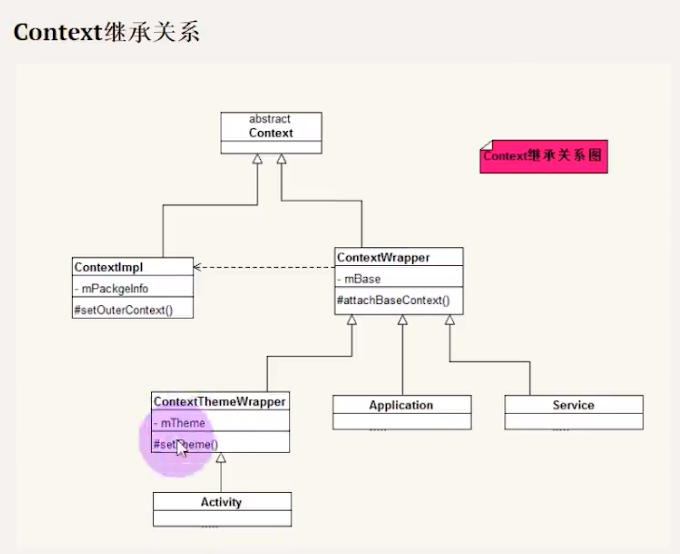 Context继承关系
abstract
Context
Context继承关系图
ContextImpl
- mPackgeInfo
#setOuterContext()
ContextWrapper
- mBase
#attachBaseContext()
ContextThemeWrapper
- mTheme
#setTheme()
Application
.....
Service
.....
Activity
.....